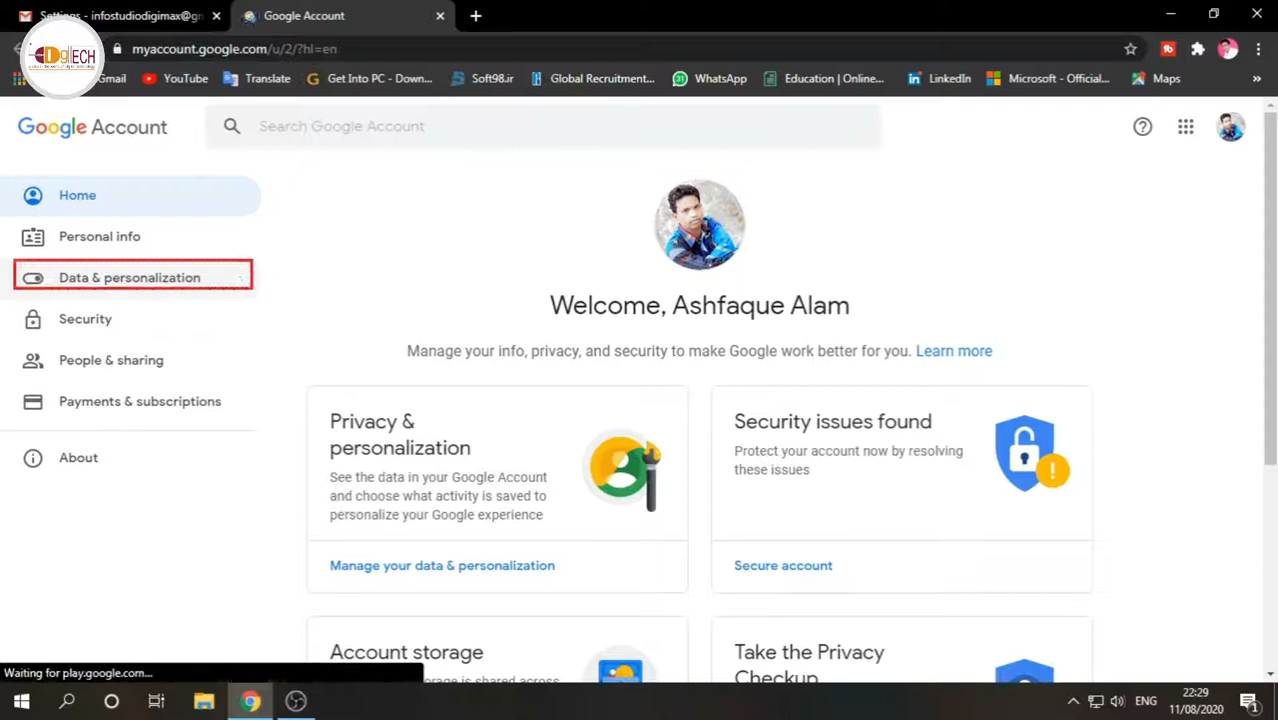 Settings - infostudiodigimax@gm
Google Account
myaccount.google.com/u/2/?hl=en
DigiTECH
Gmail
YouTube
Translate
Get Into PC - Down...
Soft98.ir
Global Recruitment...
WhatsApp
Education | Online...
LinkedIn
Microsoft - Official...
Maps
»
Google Account
Search Google Account
Home
Personal info
Data & personalization
Security
People & sharing
Payments & subscriptions
About
Welcome, Ashfaque Alam
Manage your info, privacy, and security to make Google work better for you. Learn more
Privacy &
personalization
See the data in your Google Account
and choose what activity is saved to
personalize your Google experience
Manage your data & personalization
Security issues found
Protect your account now by resolving
these issues
Secure account
Account storage
storage is shared across
Take the Privacy
Checkup
Waiting for play.google.com...
ENG
22:29
11/08/2020